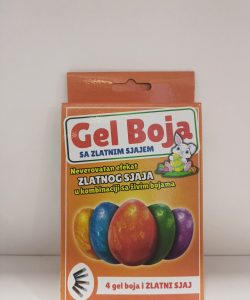 Gel Boja
SA ZLATNIM SJAJEM
Neverovatan efekat
ZLATNOG SJAJA
u kombinaciji sa živim bojama
4 gel boja i ZLATNI SJAJ